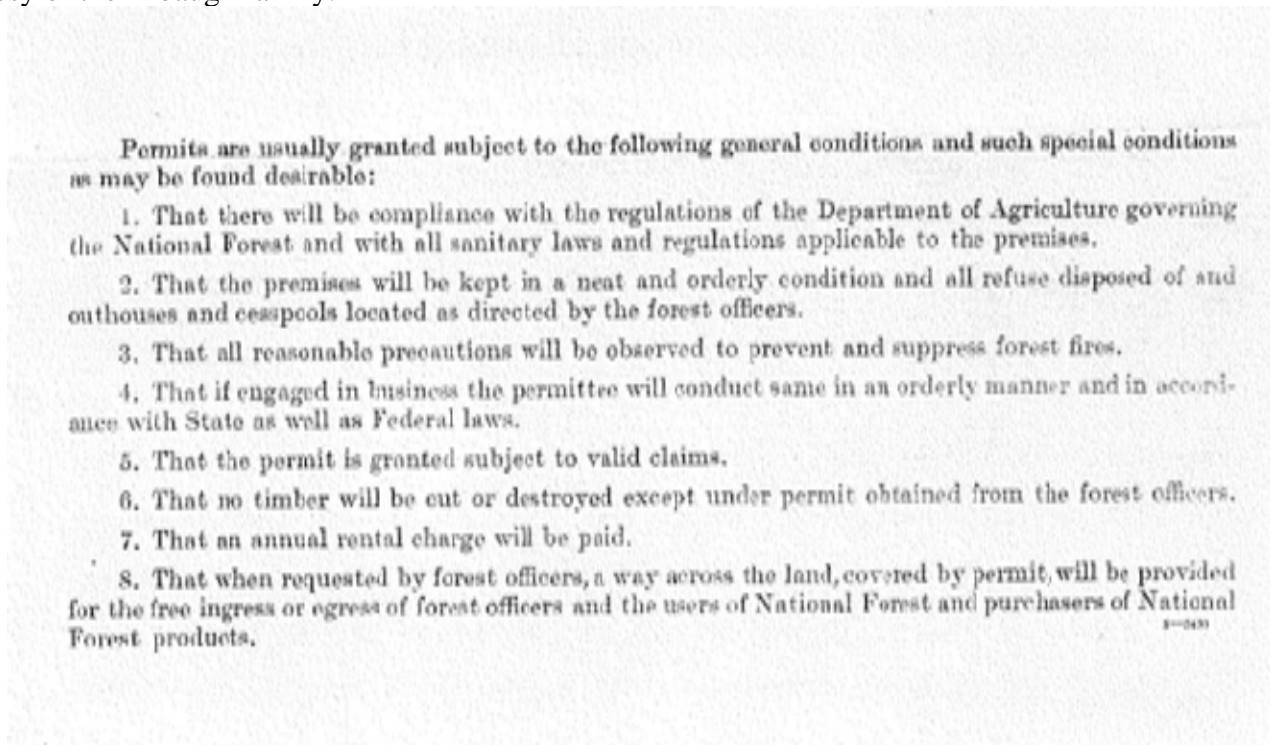 Permits are usually granted subject to the following general conditions and such special conditions
as may be found desirable:
1. That there will be compliance with the regulations of the Department of Agriculture governing
the National Forest and with all sanitary laws and regulations applicable to the premises.
2. That the premises will be kept in a neat and orderly condition and all refuse disposed of and
outhouses and cesspools located as directed by the forest officers.
3. That all reasonable precautions will be observed to prevent and suppress forest fires.
4. That if engaged in business the permittee will conduct same in an orderly manner and in accord-
ance with State as well as Federal laws.
5. That the permit is granted subject to valid claims.
6. That no timber will be cut or destroyed except under permit obtained from the forest officers.
7. That an annual rental charge will be paid.
8. That when requested by forest officers, a way across the land, covered by permit, will be provided
for the free ingress or egress of forest officers and the users of National Forest and purchasers of National
Forest products.